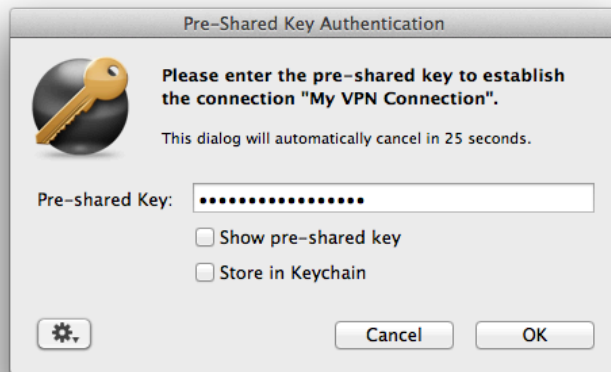 Pre-Shared Key Authentication
Please enter the pre-shared key to establish
the connection "My VPN Connection".
This dialog will automatically cancel in 25 seconds.
Pre-shared Key: •••••••••••••••••
Show pre-shared key
Store in Keychain
Cancel OK